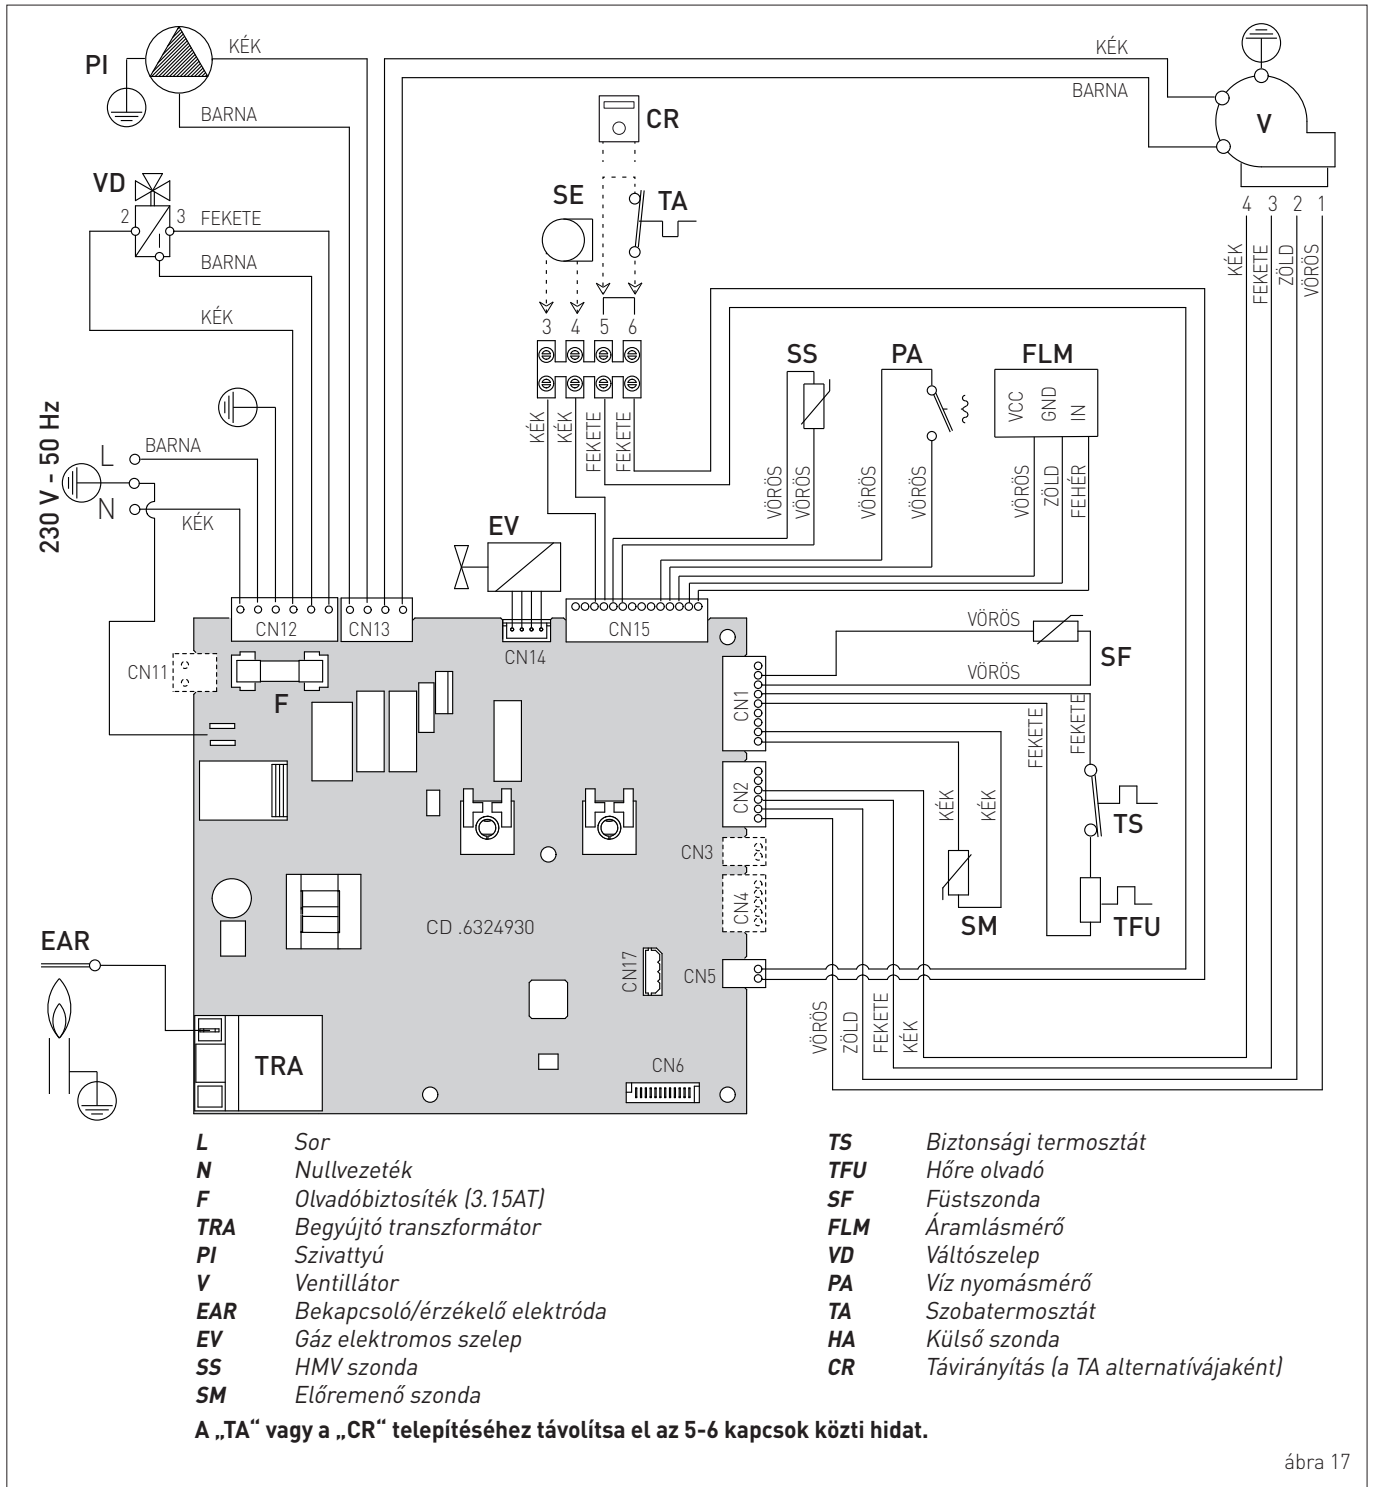 PI
KÉK
BARNA
KÉK
BARNA
V
4 3 2 1
KÉK
FEKETE
ZÖLD
VÖRÖS
CR
SE
TA
VD
2
3
FEKETE
BARNA
KÉK
3 4 5 6
KÉK
KÉK
FEKETE
FEKETE
SS
PA
FLM
VCC
GND
IN
VÖRÖS
VÖRÖS
VÖRÖS
VÖRÖS
VÖRÖS
ZÖLD
FEHÉR
230 V - 50 Hz
L
BARNA
N
KÉK
EV
CN12
CN13
CN14
CN15
CN11
F
VÖRÖS
SF
VÖRÖS
CN1
FEKETE
FEKETE
CN2
KÉK
KÉK
TS
CN3
CN4
SM
TFU
CD .6324930
EAR
CN17
CN5
VÖRÖS
ZÖLD
FEKETE
KÉK
TRA
CN6
L Sor
N Nullvezeték
F Olvadóbiztosíték (3.15AT)
TRA Begyújtó transzformátor
PI Szivattyú
V Ventillátor
EAR Bekapcsoló/érzékelő elektróda
EV Gáz elektromos szelep
SS HMV szonda
SM Előremenő szonda
TS Biztonsági termosztát
TFU Hőre olvadó
SF Füstszonda
FLM Áramlásmérő
VD Váltószelep
PA Víz nyomásmérő
TA Szobatermosztát
HA Külső szonda
CR Távirányítás (a TA alternatívájaként)
A „TA“ vagy a „CR“ telepítéséhez távolítsa el az 5-6 kapcsok közti hidat.
ábra 17